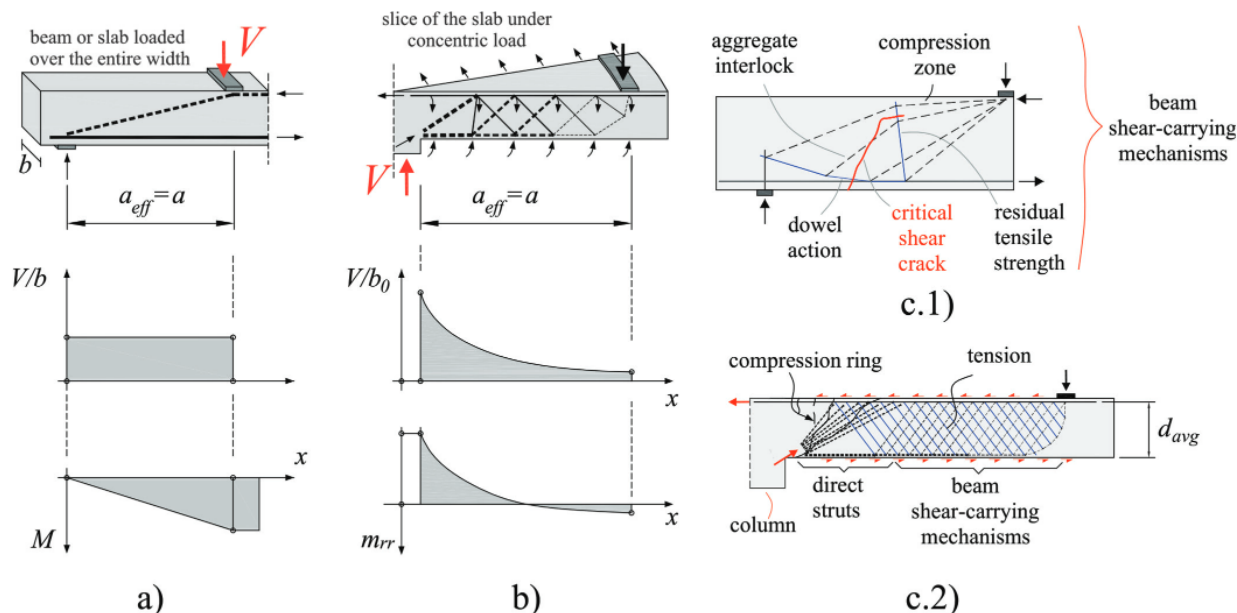 beam or slab loaded
over the entire width
V
b
a_eff=a
V/b
x
x
M
a)
slice of the slab under
concentric load
V
a_eff=a
V/b_0
x
x
m_rr
b)
aggregate
interlock
compression
zone
beam
shear-carrying
mechanisms
dowel
action
critical
shear
crack
residual
tensile
strength
c.1)
compression ring
tension
d_avg
direct
struts
beam
shear-carrying
mechanisms
column
c.2)